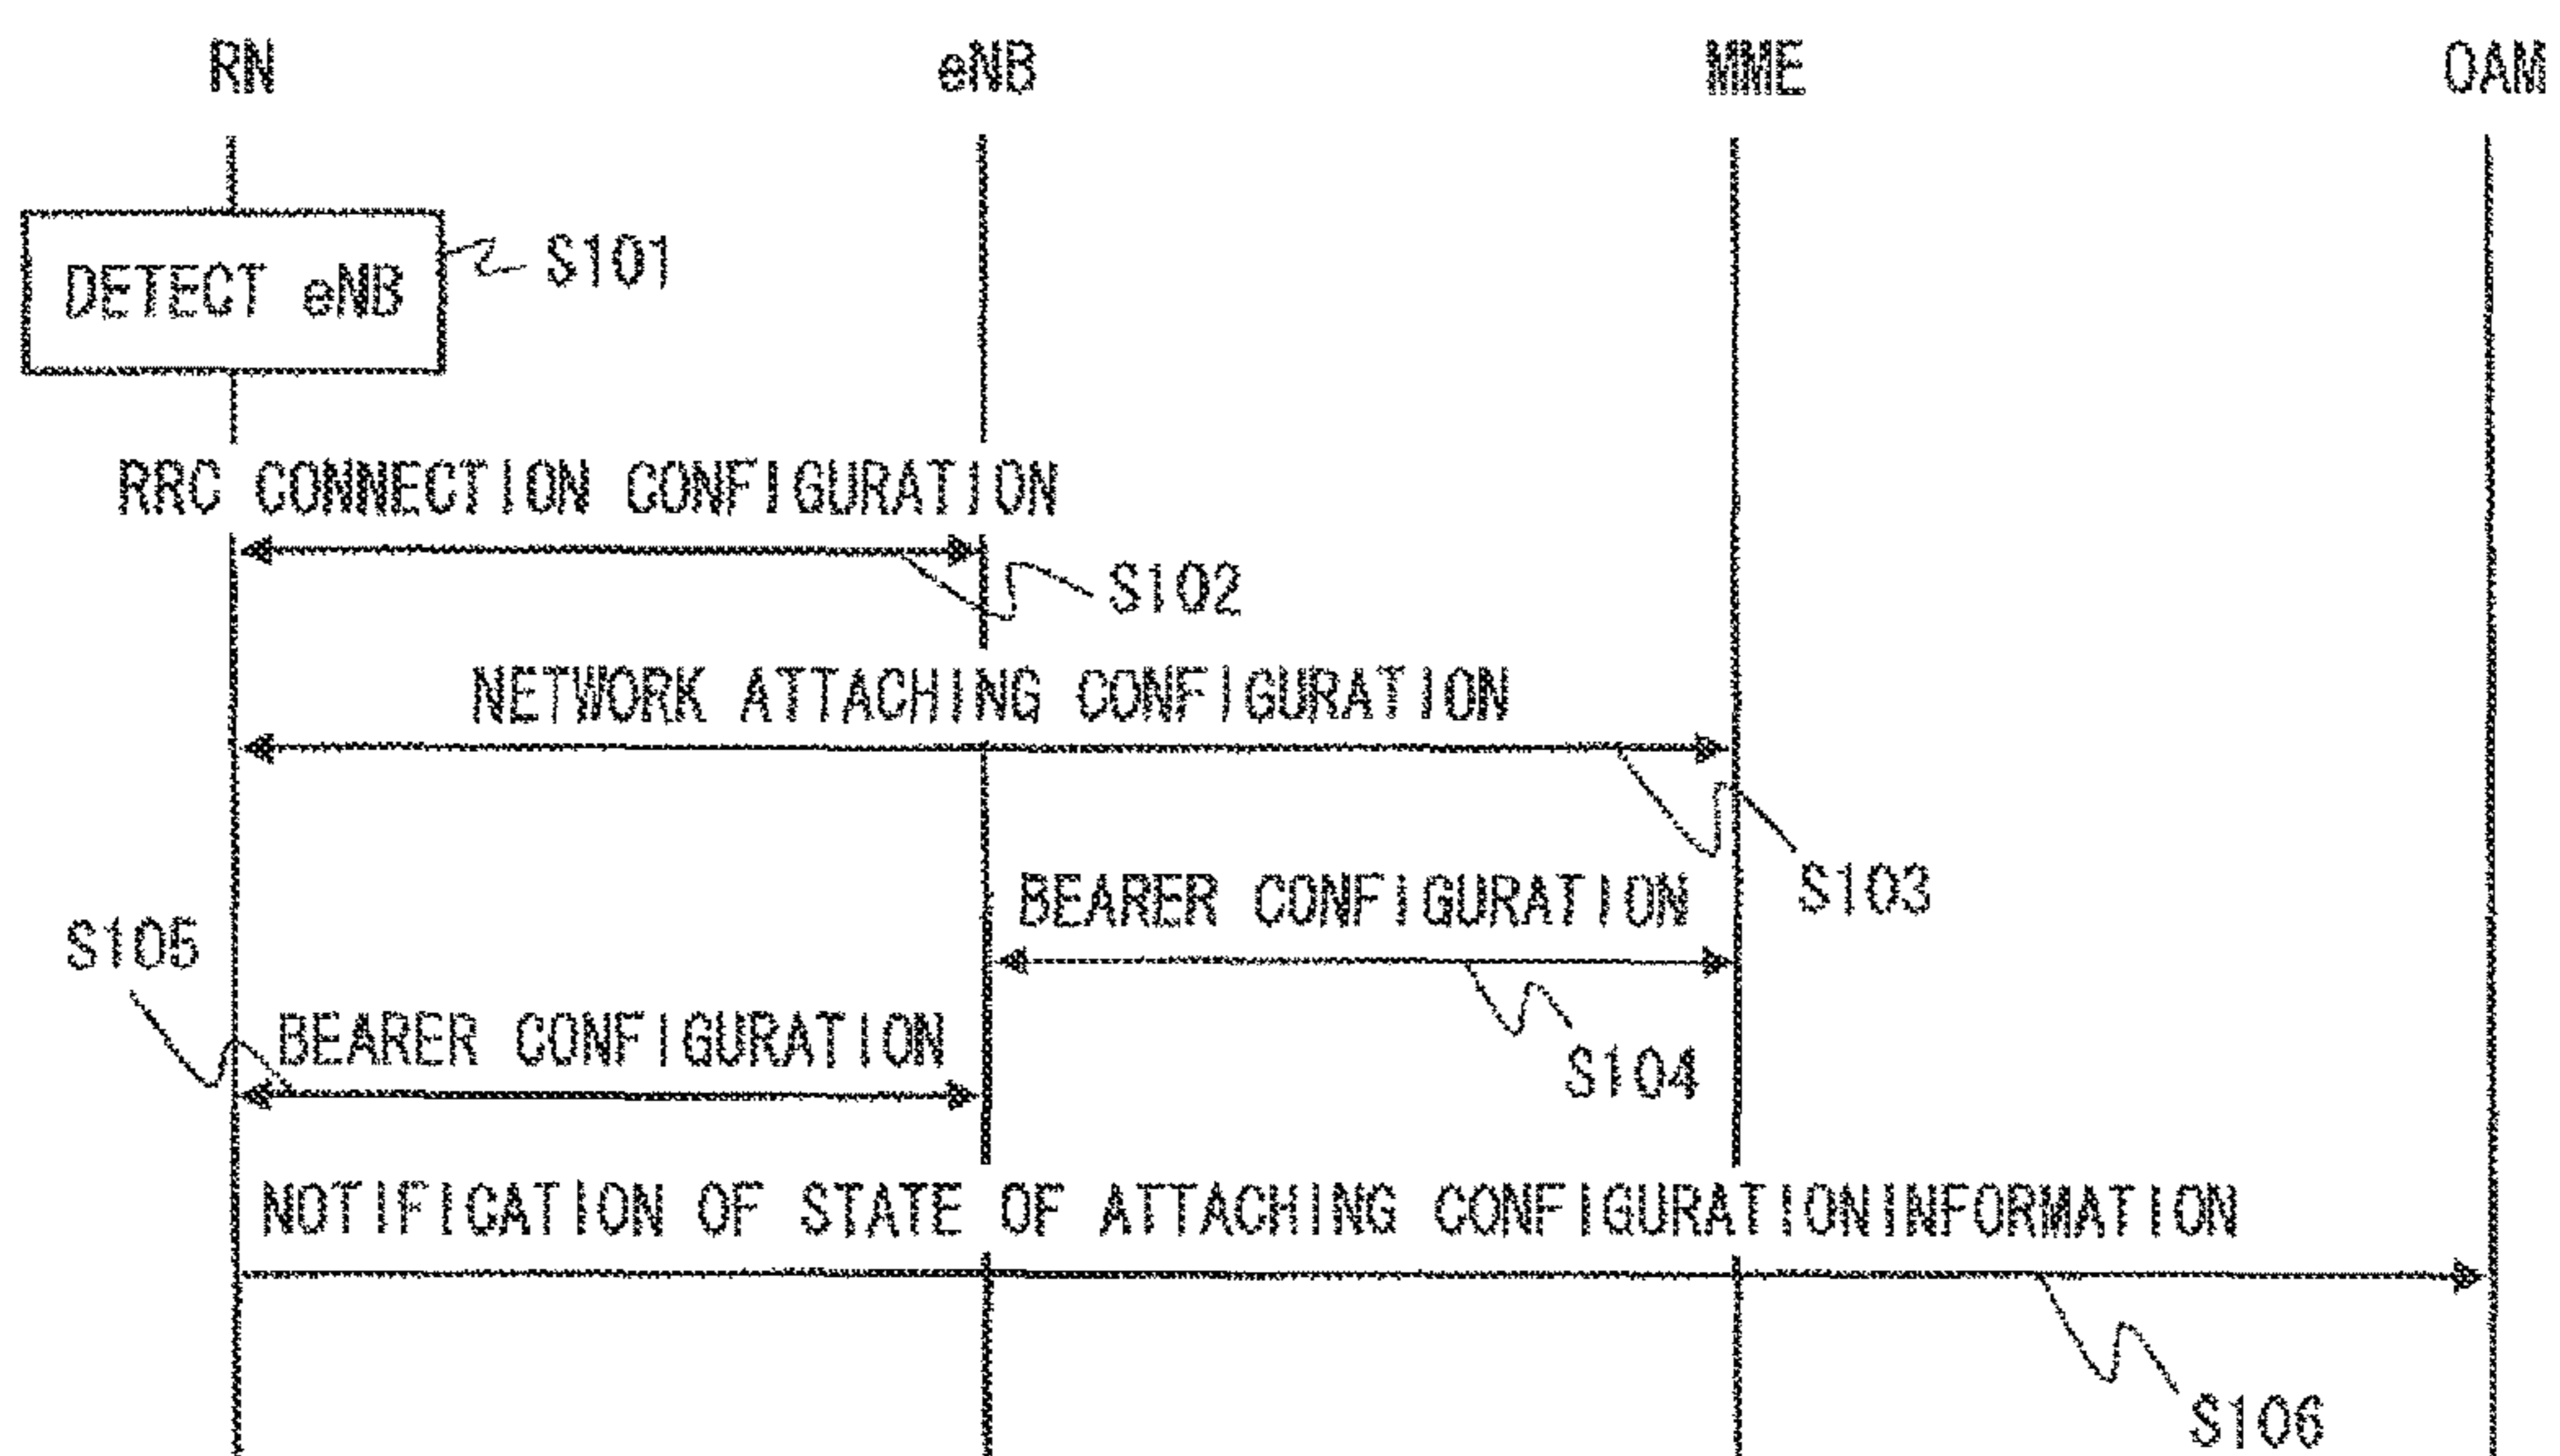 RN eNB MME OAM
DETECT eNB
S101
RRC CONNECTION CONFIGURATION
S102
NETWORK ATTACHING CONFIGURATION
S103
BEARER CONFIGURATION
S105
BEARER CONFIGURATION
S104
NOTIFICATION OF STATE OF ATTACHING CONFIGURATIONINFORMATION
S106